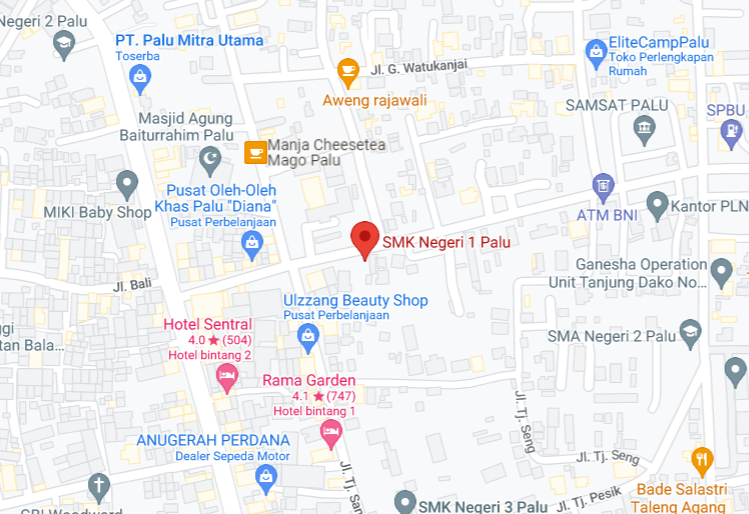 Negeri 2 Palu
PT. Palu Mitra Utama
Toserba
Jl. G. Watukanjai
EliteCampPalu
Toko Perlengkapan
Rumah
Aweng rajawali
SAMSAT PALU
SPBU
Masjid Agung
Baiturrahim Palu
Manja Cheesetea
Mago Palu
MIKI Baby Shop
Pusat Oleh-Oleh
Khas Palu "Diana"
Pusat Perbelanjaan
ATM BNI
Kantor PLN
SMK Negeri 1 Palu
Jl. Bali
Ganesha Operation
Unit Tanjung Dako No...
Ulzzang Beauty Shop
Pusat Perbelanjaan
Hotel Sentral
4.0 ★ (504)
Hotel bintang 2
ggi
tan Bala...
SMA Negeri 2 Palu
Rama Garden
4.1 ★ (747)
Hotel bintang 1
Jl. Tj. Seng
ANUGERAH PERDANA
Dealer Sepeda Motor
Jl. Tj. Seng
Jl. Tj. San
Bade Salastri
Taleng Agang
Jl. Tj. Pesik
SMK Negeri 3 Palu